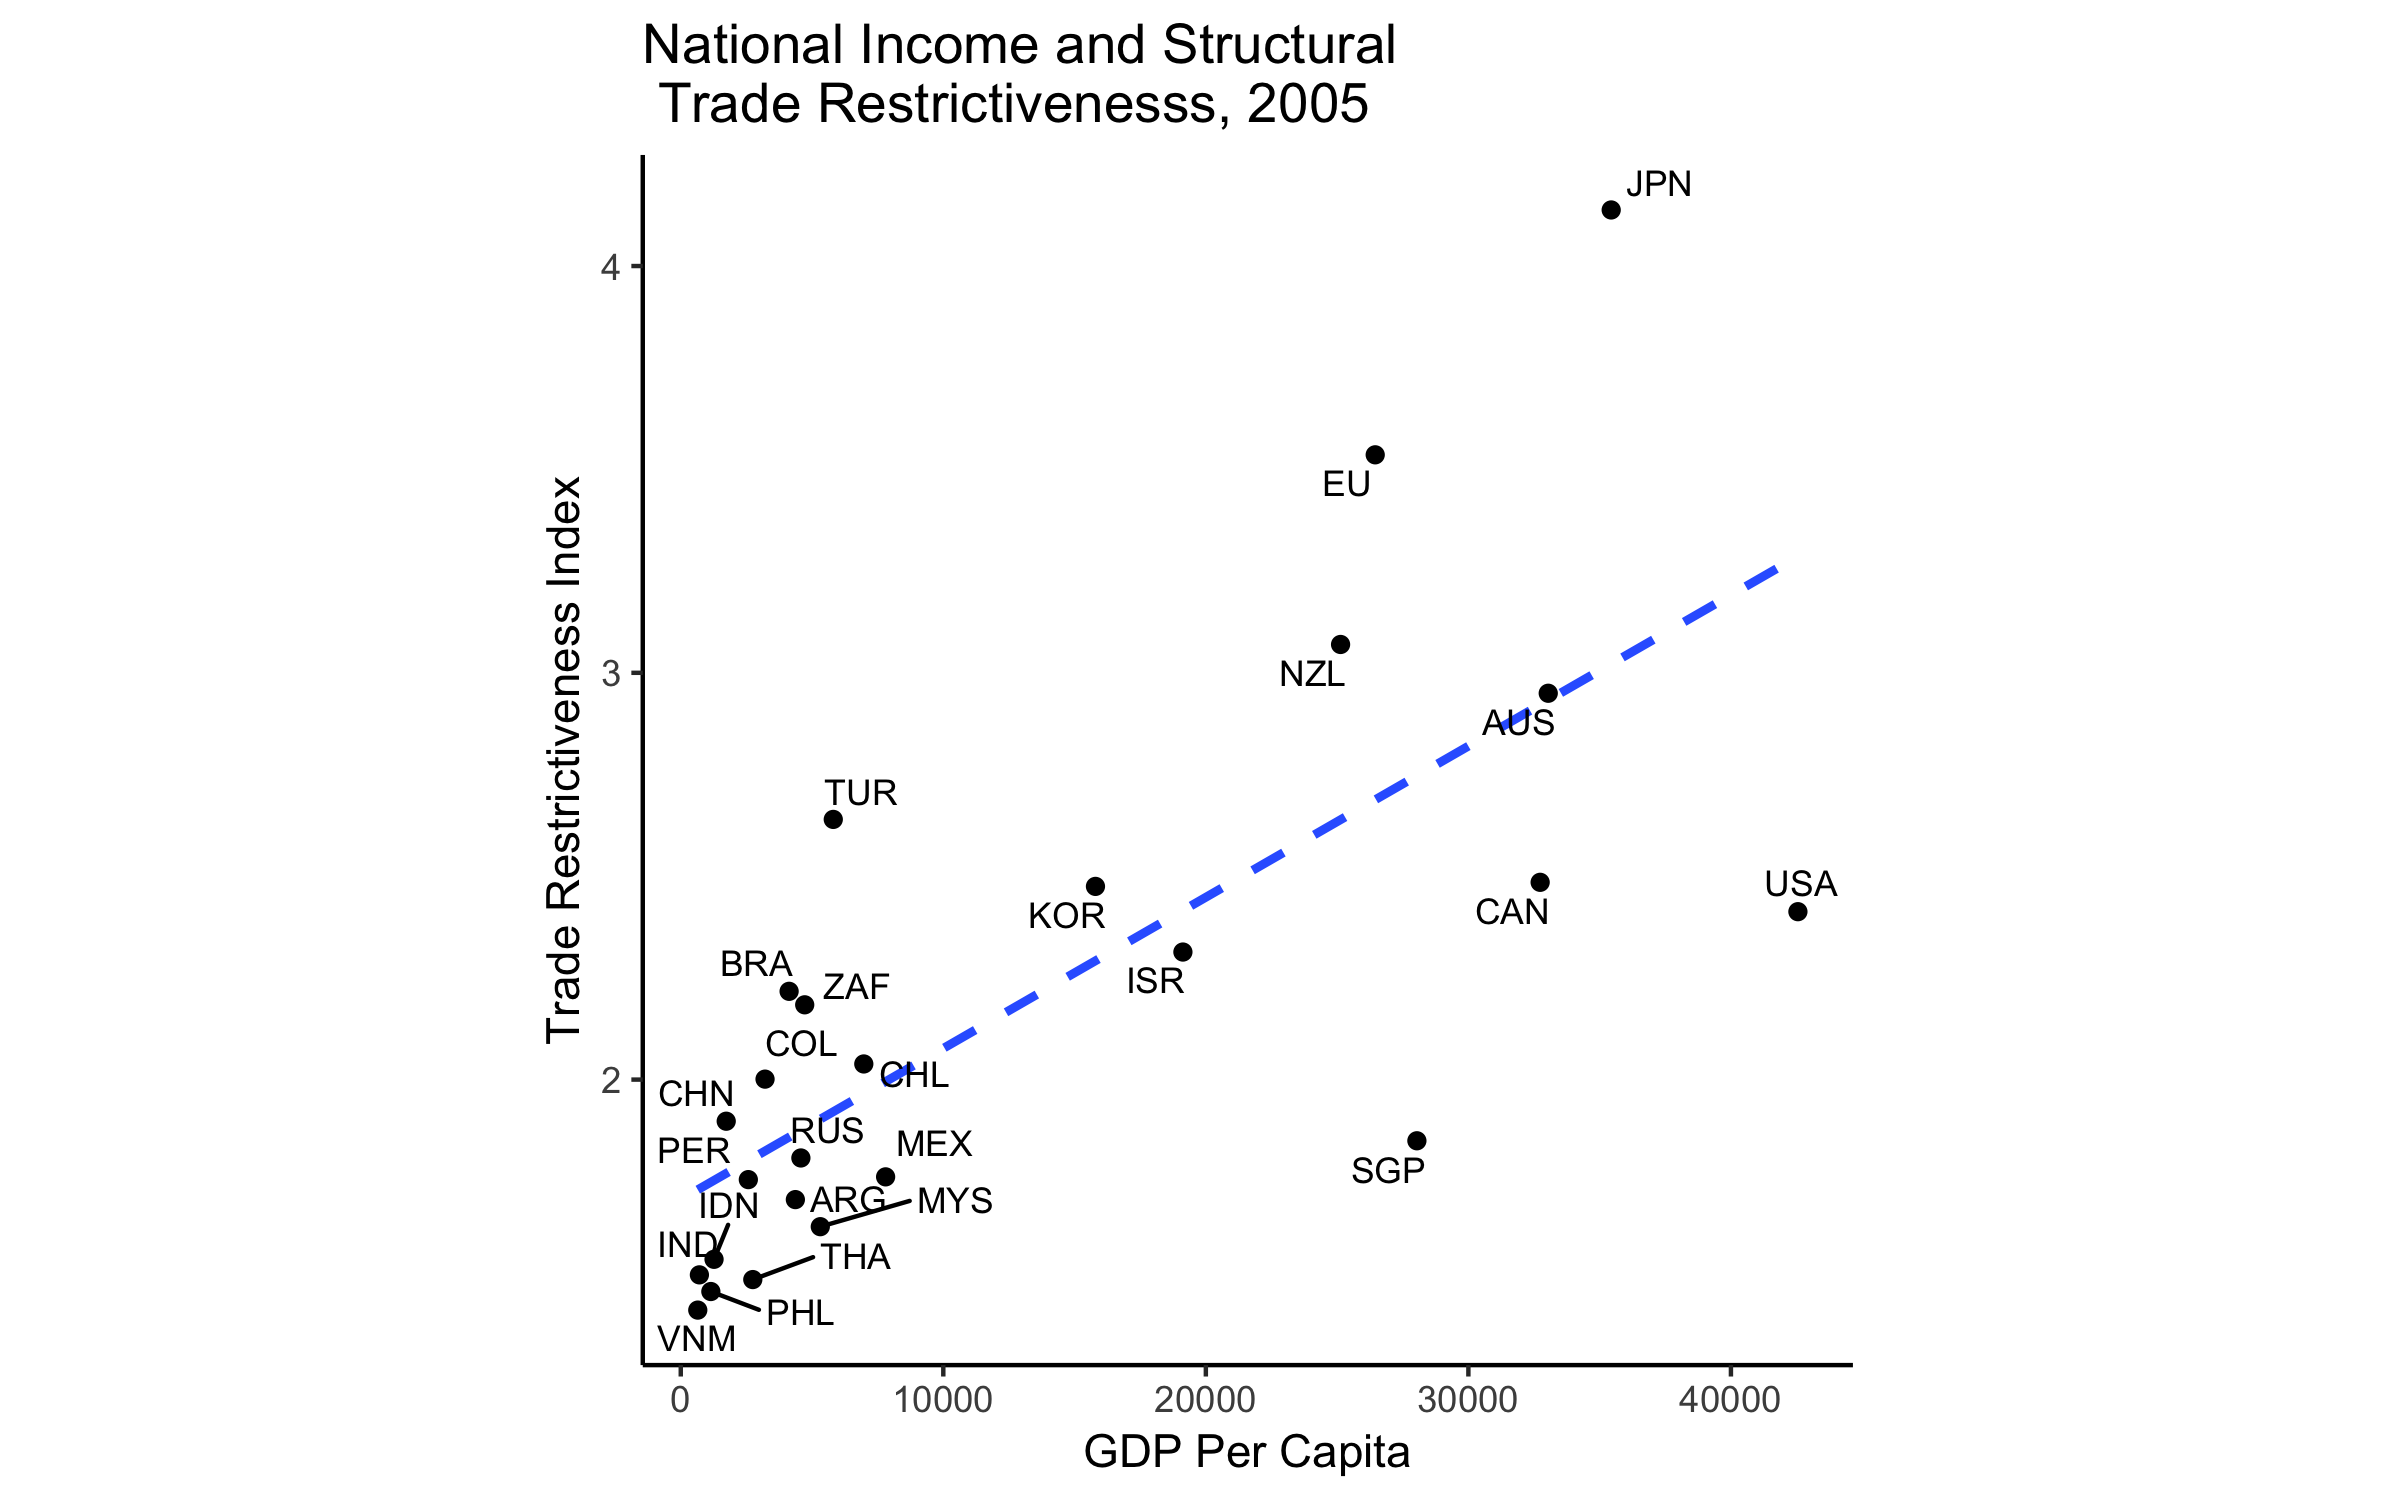 National Income and Structural
Trade Restrictivenesss, 2005
JPN
4
EU
Trade Restrictiveness Index
NZL
3
AUS
TUR
USA
KOR
CAN
BRA
ZAF
ISR
COL
CHL
2
CHN
RUS
MEX
PER
SGP
ARG
MYS
IDN
IND
THA
PHL
VNM
0 10000 20000 30000 40000
GDP Per Capita